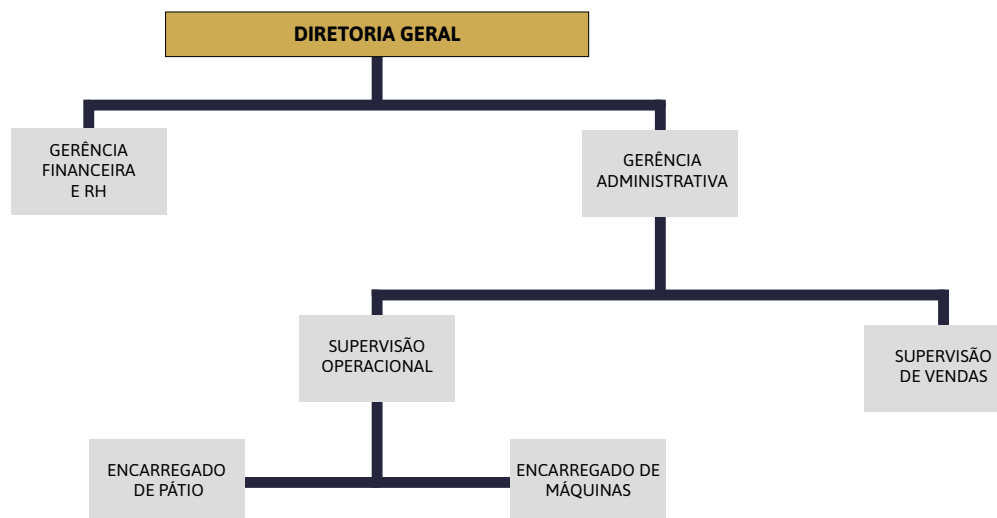 DIRETORIA GERAL
GERÊNCIA
FINANCEIRA
E RH
GERÊNCIA
ADMINISTRATIVA
SUPERVISÃO
OPERACIONAL
SUPERVISÃO
DE VENDAS
ENCARREGADO
DE PÁTIO
ENCARREGADO DE
MÁQUINAS